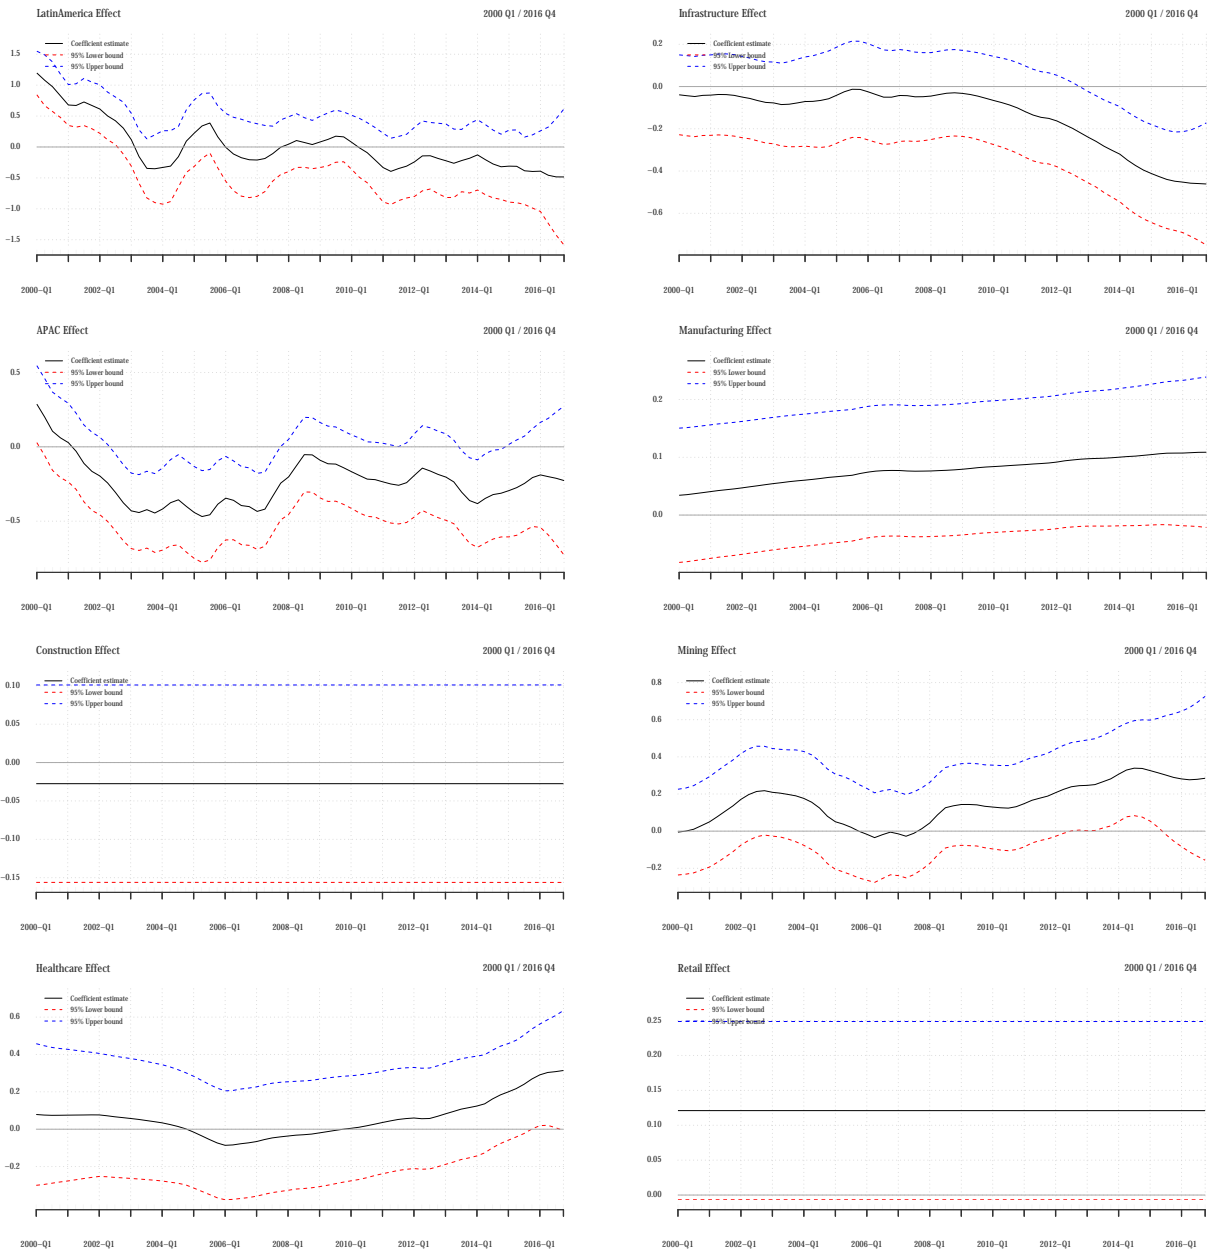 LatinAmerica Effect 2000 Q1 / 2016 Q4
Coefficient estimate
95% Lower bound
95% Upper bound
1.5
1.0
0.5
0.0
−0.5
−1.0
−1.5
2000−Q1 2002−Q1 2004−Q1 2006−Q1 2008−Q1 2010−Q1 2012−Q1 2014−Q1 2016−Q1
Infrastructure Effect 2000 Q1 / 2016 Q4
Coefficient estimate
95% Lower bound
95% Upper bound
0.2
0.0
−0.2
−0.4
−0.6
2000−Q1 2002−Q1 2004−Q1 2006−Q1 2008−Q1 2010−Q1 2012−Q1 2014−Q1 2016−Q1
APAC Effect 2000 Q1 / 2016 Q4
Coefficient estimate
95% Lower bound
95% Upper bound
0.5
0.0
−0.5
2000−Q1 2002−Q1 2004−Q1 2006−Q1 2008−Q1 2010−Q1 2012−Q1 2014−Q1 2016−Q1
Manufacturing Effect 2000 Q1 / 2016 Q4
Coefficient estimate
95% Lower bound
95% Upper bound
0.2
0.1
0.0
2000−Q1 2002−Q1 2004−Q1 2006−Q1 2008−Q1 2010−Q1 2012−Q1 2014−Q1 2016−Q1
Construction Effect 2000 Q1 / 2016 Q4
Coefficient estimate
95% Lower bound
95% Upper bound
0.10
0.05
0.00
−0.05
−0.10
−0.15
2000−Q1 2002−Q1 2004−Q1 2006−Q1 2008−Q1 2010−Q1 2012−Q1 2014−Q1 2016−Q1
Mining Effect 2000 Q1 / 2016 Q4
Coefficient estimate
95% Lower bound
95% Upper bound
0.8
0.6
0.4
0.2
0.0
−0.2
2000−Q1 2002−Q1 2004−Q1 2006−Q1 2008−Q1 2010−Q1 2012−Q1 2014−Q1 2016−Q1
Healthcare Effect 2000 Q1 / 2016 Q4
Coefficient estimate
95% Lower bound
95% Upper bound
0.6
0.4
0.2
0.0
−0.2
2000−Q1 2002−Q1 2004−Q1 2006−Q1 2008−Q1 2010−Q1 2012−Q1 2014−Q1 2016−Q1
Retail Effect 2000 Q1 / 2016 Q4
Coefficient estimate
95% Lower bound
95% Upper bound
0.25
0.20
0.15
0.10
0.05
0.00
2000−Q1 2002−Q1 2004−Q1 2006−Q1 2008−Q1 2010−Q1 2012−Q1 2014−Q1 2016−Q1